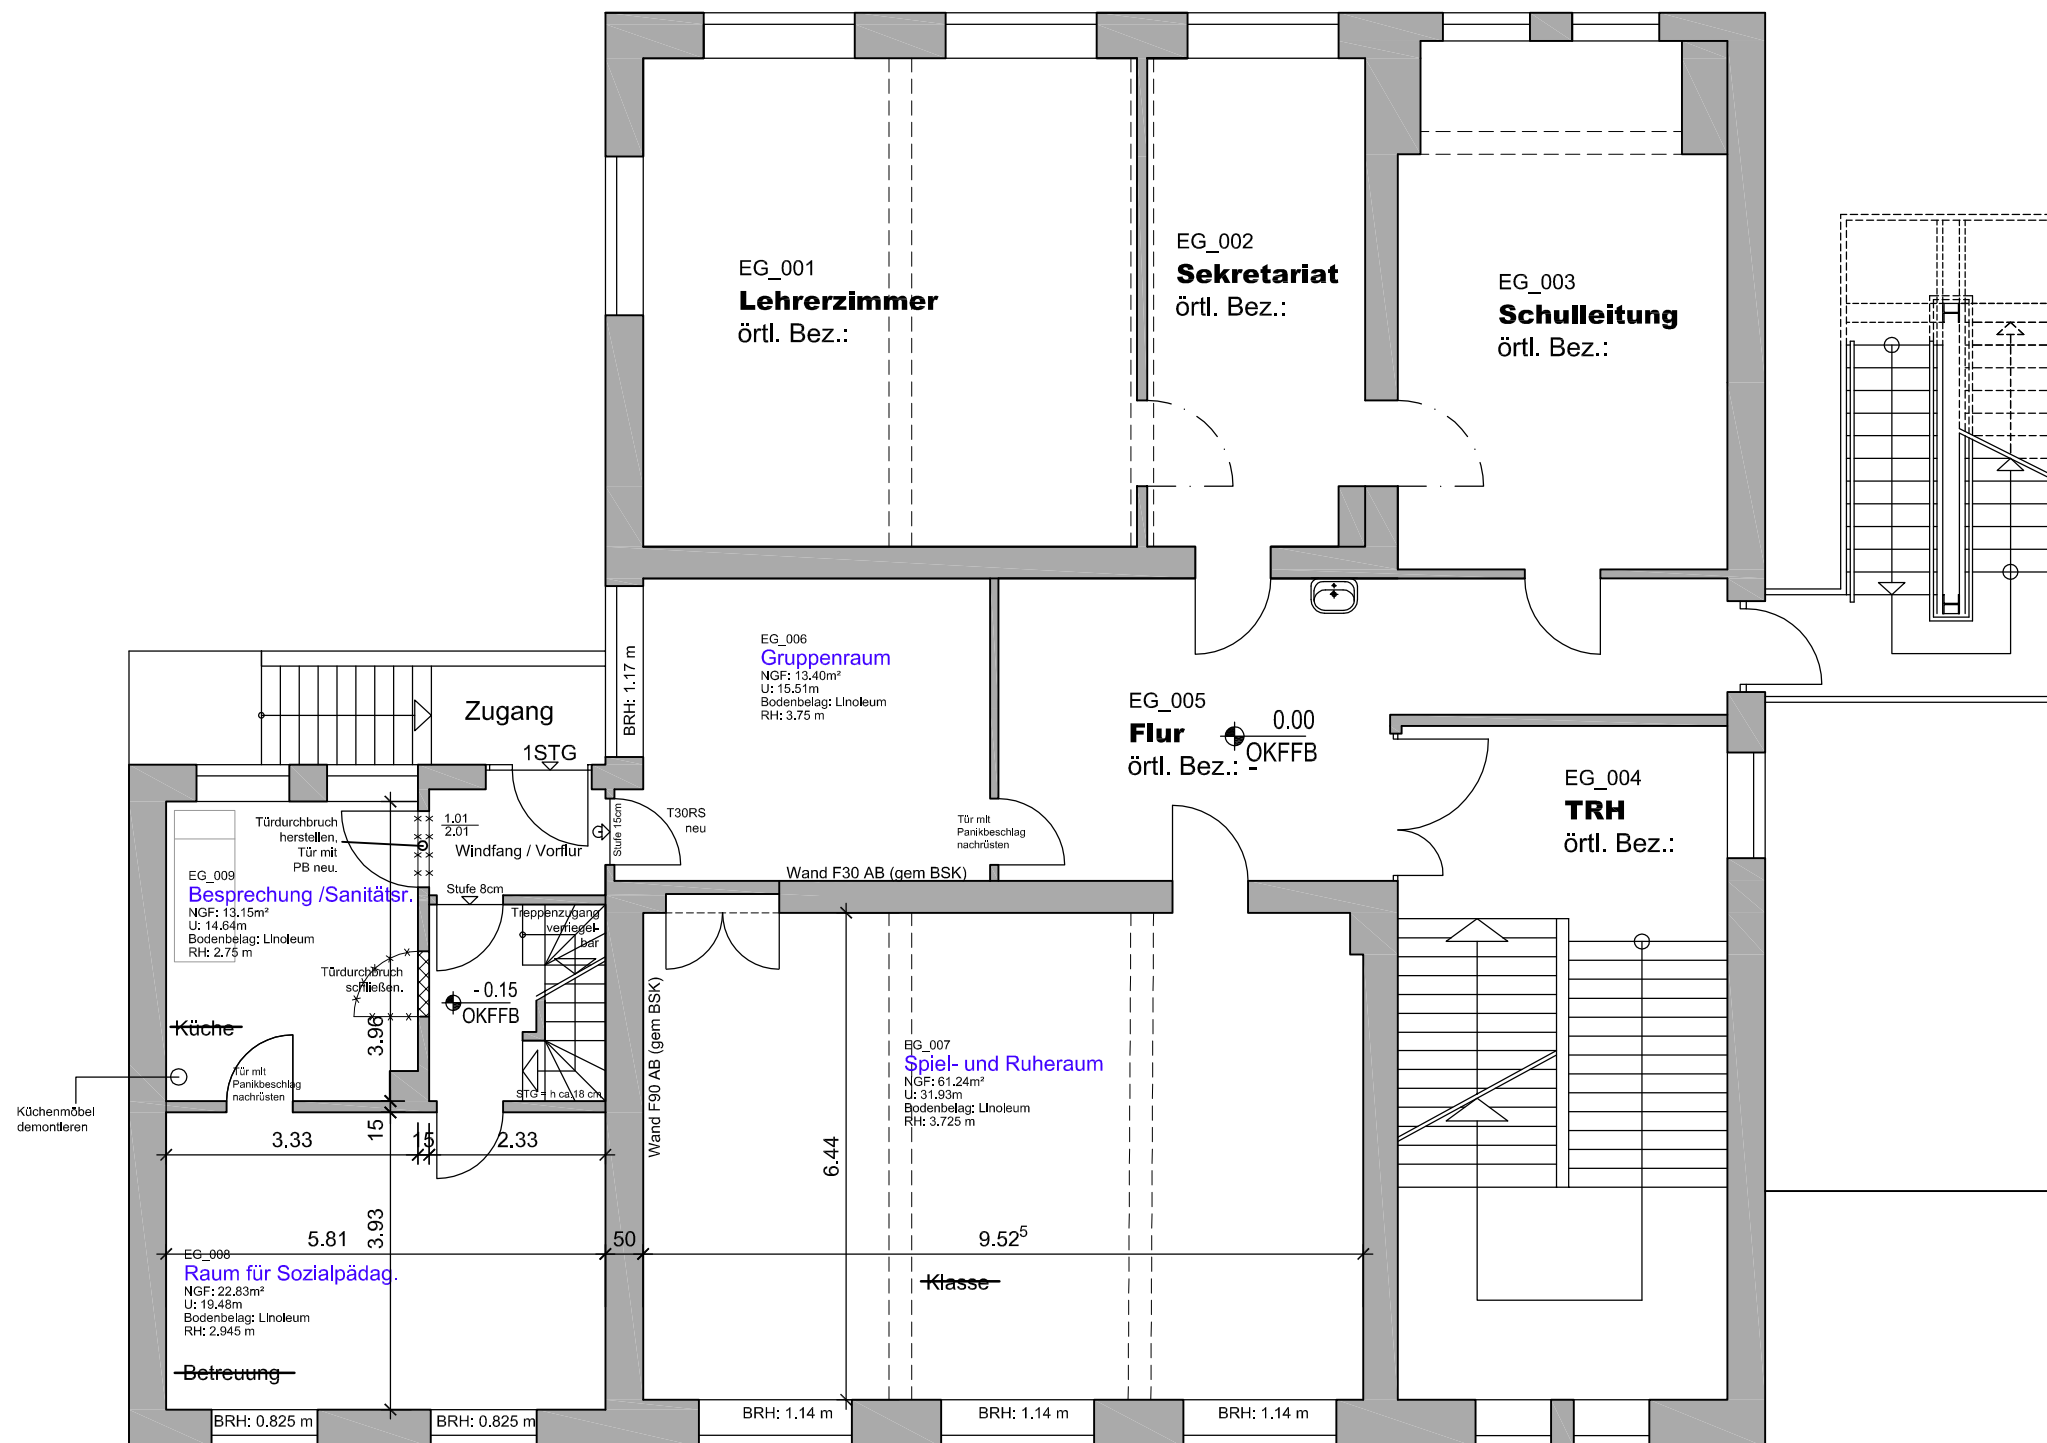 EG_001
Lehrerzimmer
örtl. Bez.:
EG_002
Sekretariat
örtl. Bez.:
EG_003
Schulleitung
örtl. Bez.:
EG_006
Gruppenraum
NGF: 13.40m²
U: 15.51m
Bodenbelag: Linoleum
RH: 3.75 m
BRH: 1.17 m
EG_005
Flur
örtl. Bez.: -
0.00
OKFFB
EG_004
TRH
örtl. Bez.:
Zugang
1STG
Türdurchbruch
herstellen,
Tür mit
PB neu.
1.01
2.01
Windfang / Vorflur
Stufe 15cm
T30RS
neu
Tür mit
Panikbeschlag
nachrüsten
Wand F30 AB (gem BSK)
EG_009
Besprechung /Sanitätsr.
NGF: 13.15m²
U: 14.64m
Bodenbelag: Linoleum
RH: 2.75 m
Stufe 8cm
Treppenzugang
verriegel-
bar
Türdurchbruch
schließen.
- 0.15
OKFFB
Küche
3.96
Tür mit
Panikbeschlag
nachrüsten
STG = h ca.18 cm
Küchenmöbel
demontieren
Wand F90 AB (gem BSK)
EG_007
Spiel- und Ruheraum
NGF: 61.24m²
U: 31.93m
Bodenbelag: Linoleum
RH: 3.725 m
3.33
15
15
2.33
6.44
5.81
3.93
50
9.52⁵
EG_008
Raum für Sozialpädag.
NGF: 22.83m²
U: 19.48m
Bodenbelag: Linoleum
RH: 2.945 m
Klasse
Betreuung
BRH: 0.825 m
BRH: 0.825 m
BRH: 1.14 m
BRH: 1.14 m
BRH: 1.14 m